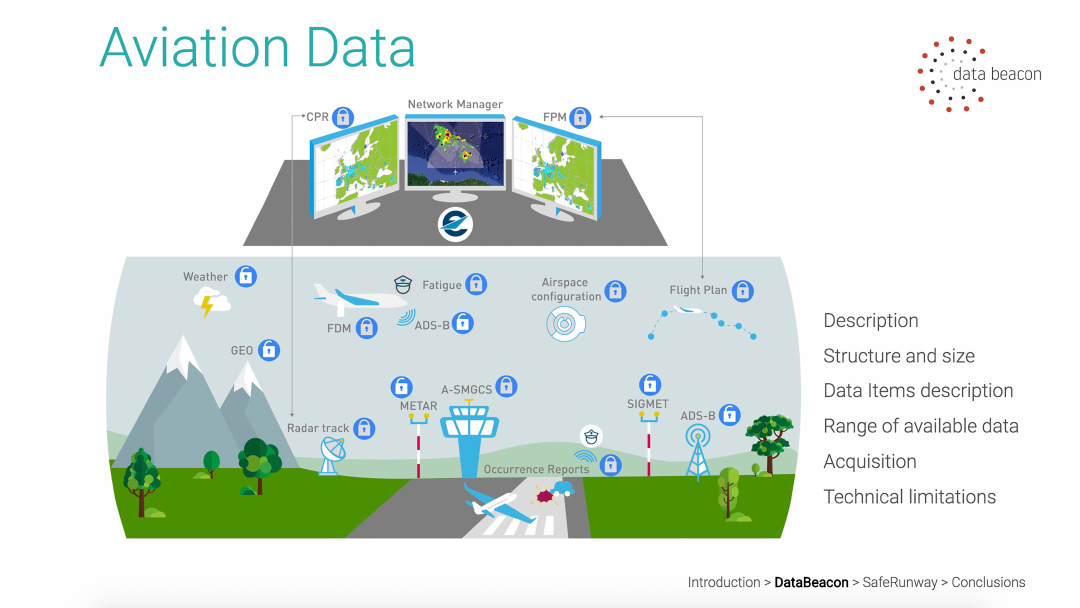 Aviation Data
data beacon
Network Manager
CPR
FPM
Weather
Fatigue
Airspace
configuration
Flight Plan
FDM
ADS-B
GEO
A-SMGCS
METAR
SIGMET
ADS-B
Radar track
Occurrence Reports
Description
Structure and size
Data Items description
Range of available data
Acquisition
Technical limitations
Introduction > DataBeacon > SafeRunway > Conclusions